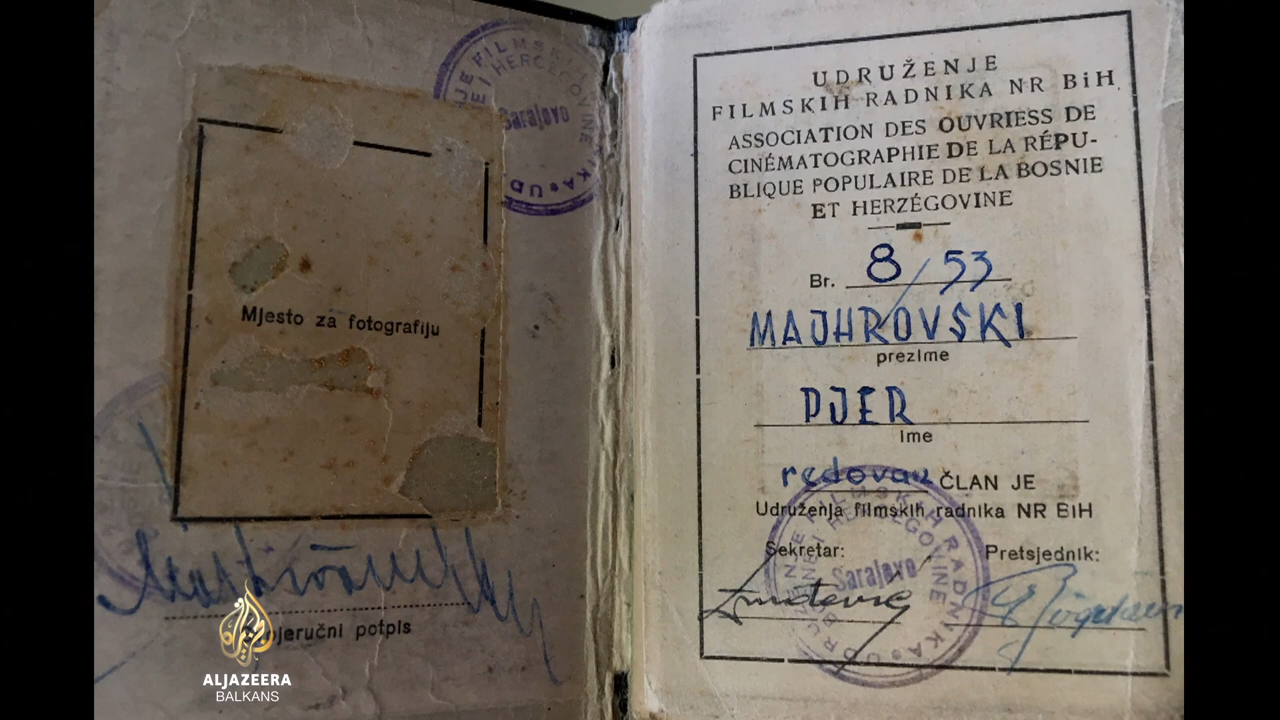 Sarajevo
Mjesto za fotografiju
potpis
ALJAZEERA
BALKANS
UDRUŽENJE
FILMSKIH RADNIKA NR BiH.
ASSOCIATION DES OUVRIESS DE
CINÉMATOGRAPHIE DE LA RÉPU-
BLIQUE POPULAIRE DE LA BOSNIE
ET HERZÉGOVINE
Br. 8/53
MAJHROVSKI
prezime
PJER
Ime
redovan ČLAN JE
Udruženja filmskih radnika NR BiH
Sekretar: Pretsjednik:
Sarajevo